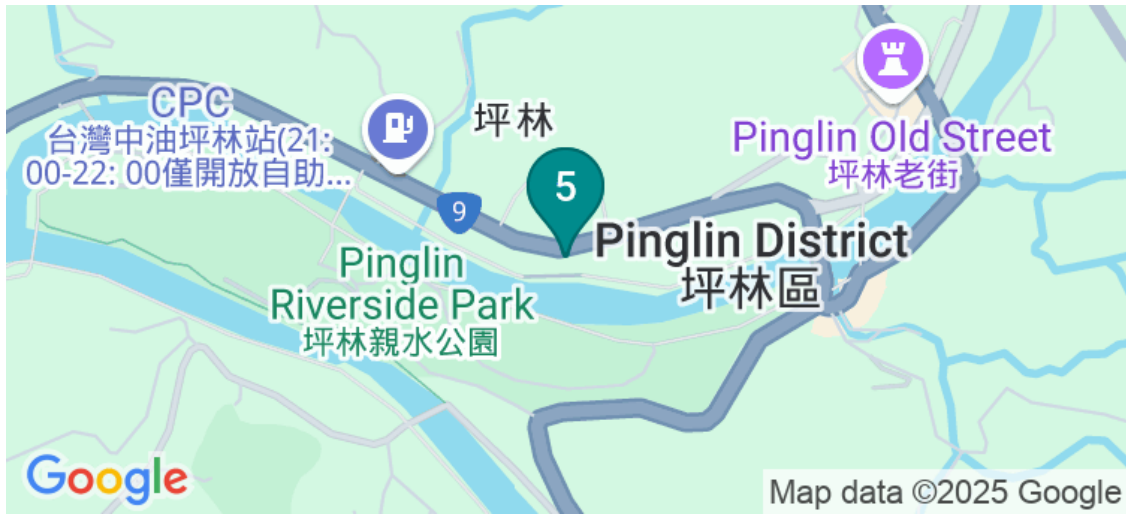 CPC
台灣中油坪林站(21:
00-22: 00僅開放自助...
坪林
Pinglin Old Street
坪林老街
5
9
Pinglin District
坪林區
Pinglin
Riverside Park
坪林親水公園
Google
Map data ©2025 Google